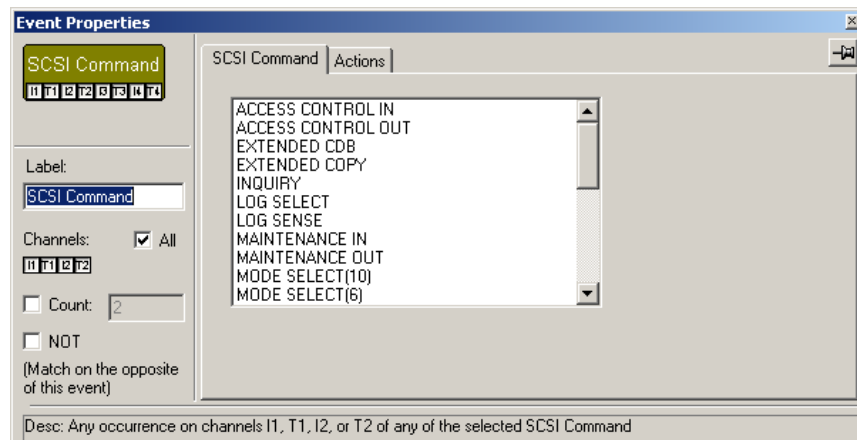 Event Properties
SCSI Command
I1 T1 I2 T2 I3 T3 I4 T4
Label:
SCSI Command
Channels:
All
I1 T1 I2 T2
Count:
2
NOT
(Match on the opposite
of this event)
SCSI Command
Actions
ACCESS CONTROL IN
ACCESS CONTROL OUT
EXTENDED CDB
EXTENDED COPY
INQUIRY
LOG SELECT
LOG SENSE
MAINTENANCE IN
MAINTENANCE OUT
MODE SELECT(10)
MODE SELECT(6)
Desc: Any occurrence on channels I1, T1, I2, or T2 of any of the selected SCSI Command